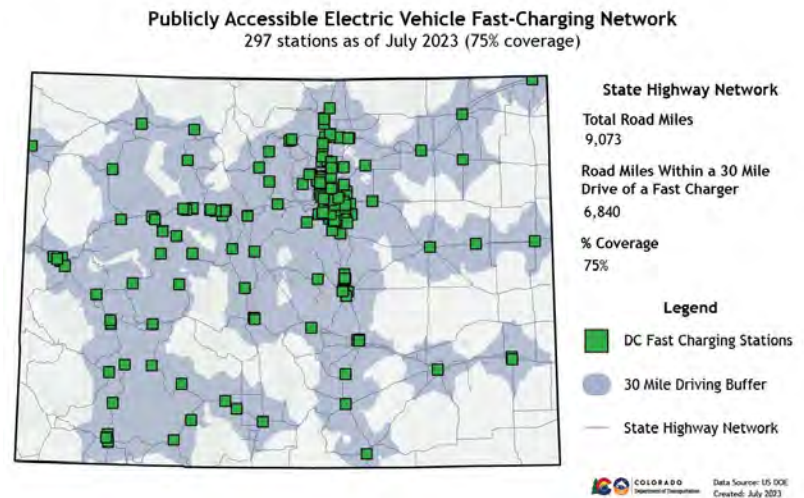 Publicly Accessible Electric Vehicle Fast-Charging Network
297 stations as of July 2023 (75% coverage)
State Highway Network
Total Road Miles
9,073
Road Miles Within a 30 Mile
Drive of a Fast Charger
6,840
% Coverage
75%
Legend
DC Fast Charging Stations
30 Mile Driving Buffer
State Highway Network
COLORADO
Department of Transportation
Data Source: US DOE
Created: July 2023